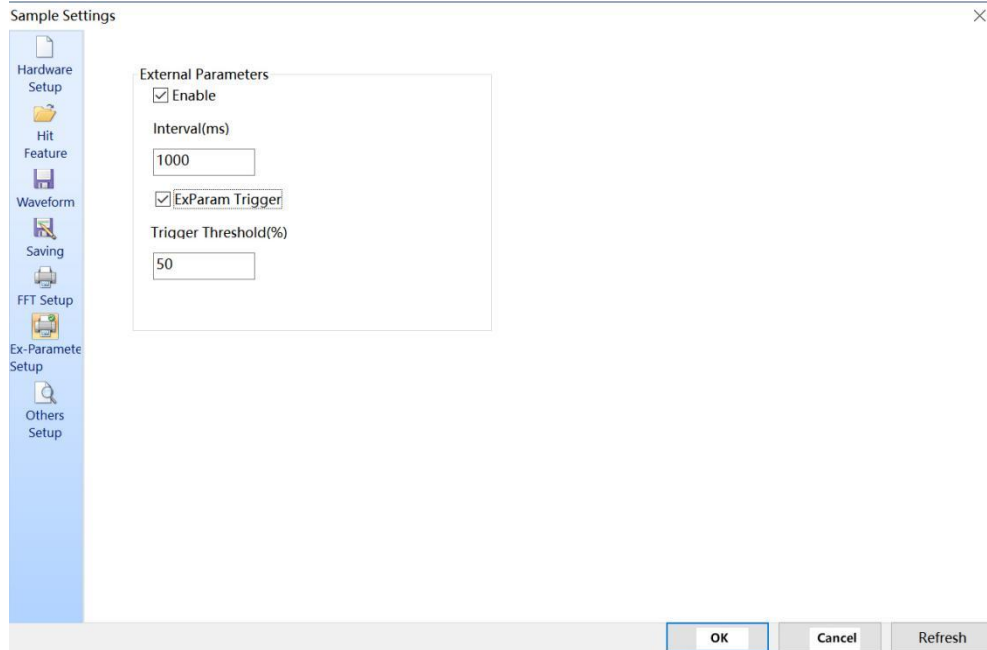 Sample Settings
Hardware
Setup
Hit
Feature
Waveform
Saving
FFT Setup
Ex-Paramete
Setup
Others
Setup
External Parameters
Enable
Interval(ms)
1000
ExParam Trigger
Trigger Threshold(%)
50
OK
Cancel
Refresh